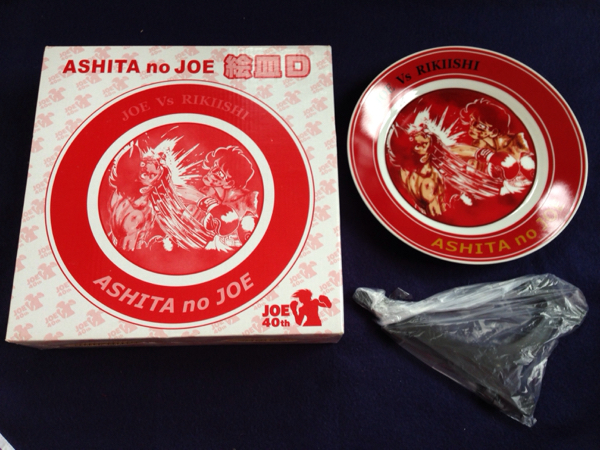 ASHITA no JOE 絵皿D
JOE Vs RIKIISHI
ASHITA no JOE
JOE
40th
Vs RIKIISHI
ASHITA no